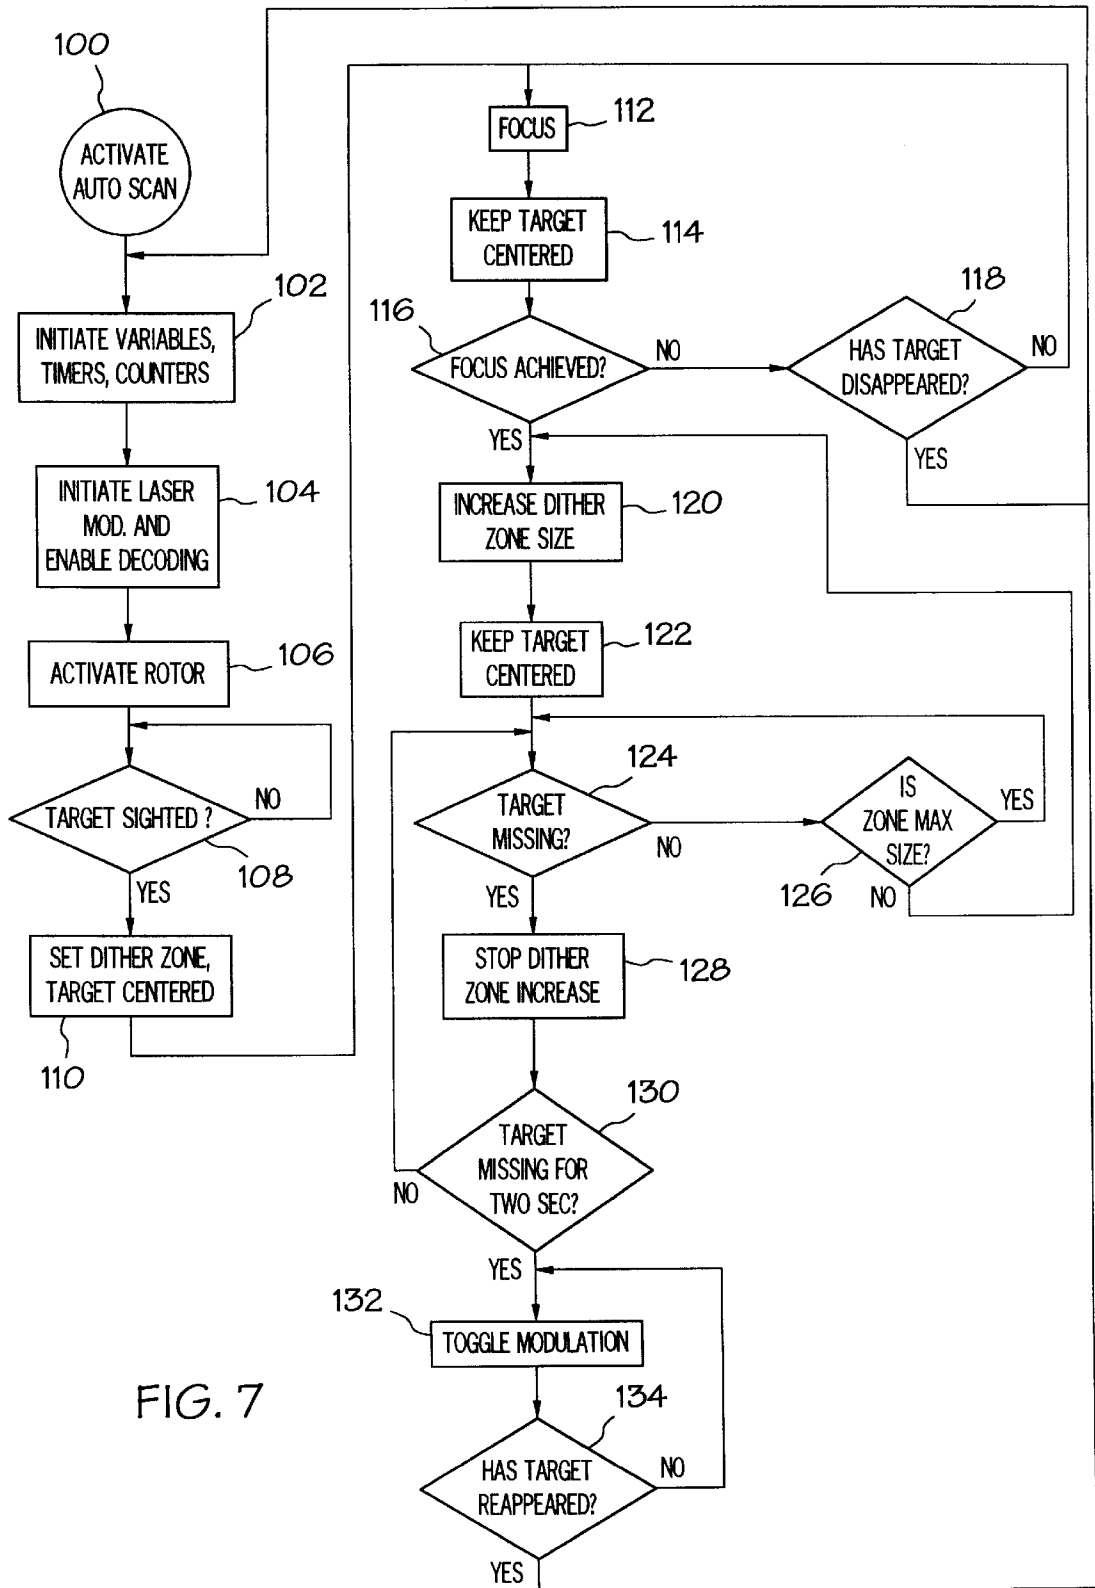 100
ACTIVATE
AUTO SCAN
102
INITIATE VARIABLES,
TIMERS, COUNTERS
INITIATE LASER
MOD. AND
ENABLE DECODING
104
ACTIVATE ROTOR
106
TARGET SIGHTED ?
NO
108
YES
SET DITHER ZONE,
TARGET CENTERED
110
FOCUS
112
KEEP TARGET
CENTERED
114
116
FOCUS ACHIEVED?
NO
YES
118
HAS TARGET
DISAPPEARED?
NO
YES
INCREASE DITHER
ZONE SIZE
120
KEEP TARGET
CENTERED
122
124
TARGET
MISSING?
NO
YES
IS
ZONE MAX
SIZE?
YES
126
NO
STOP DITHER
ZONE INCREASE
128
130
TARGET
MISSING FOR
TWO SEC?
NO
YES
132
TOGGLE MODULATION
134
HAS TARGET
REAPPEARED?
NO
YES
FIG. 7